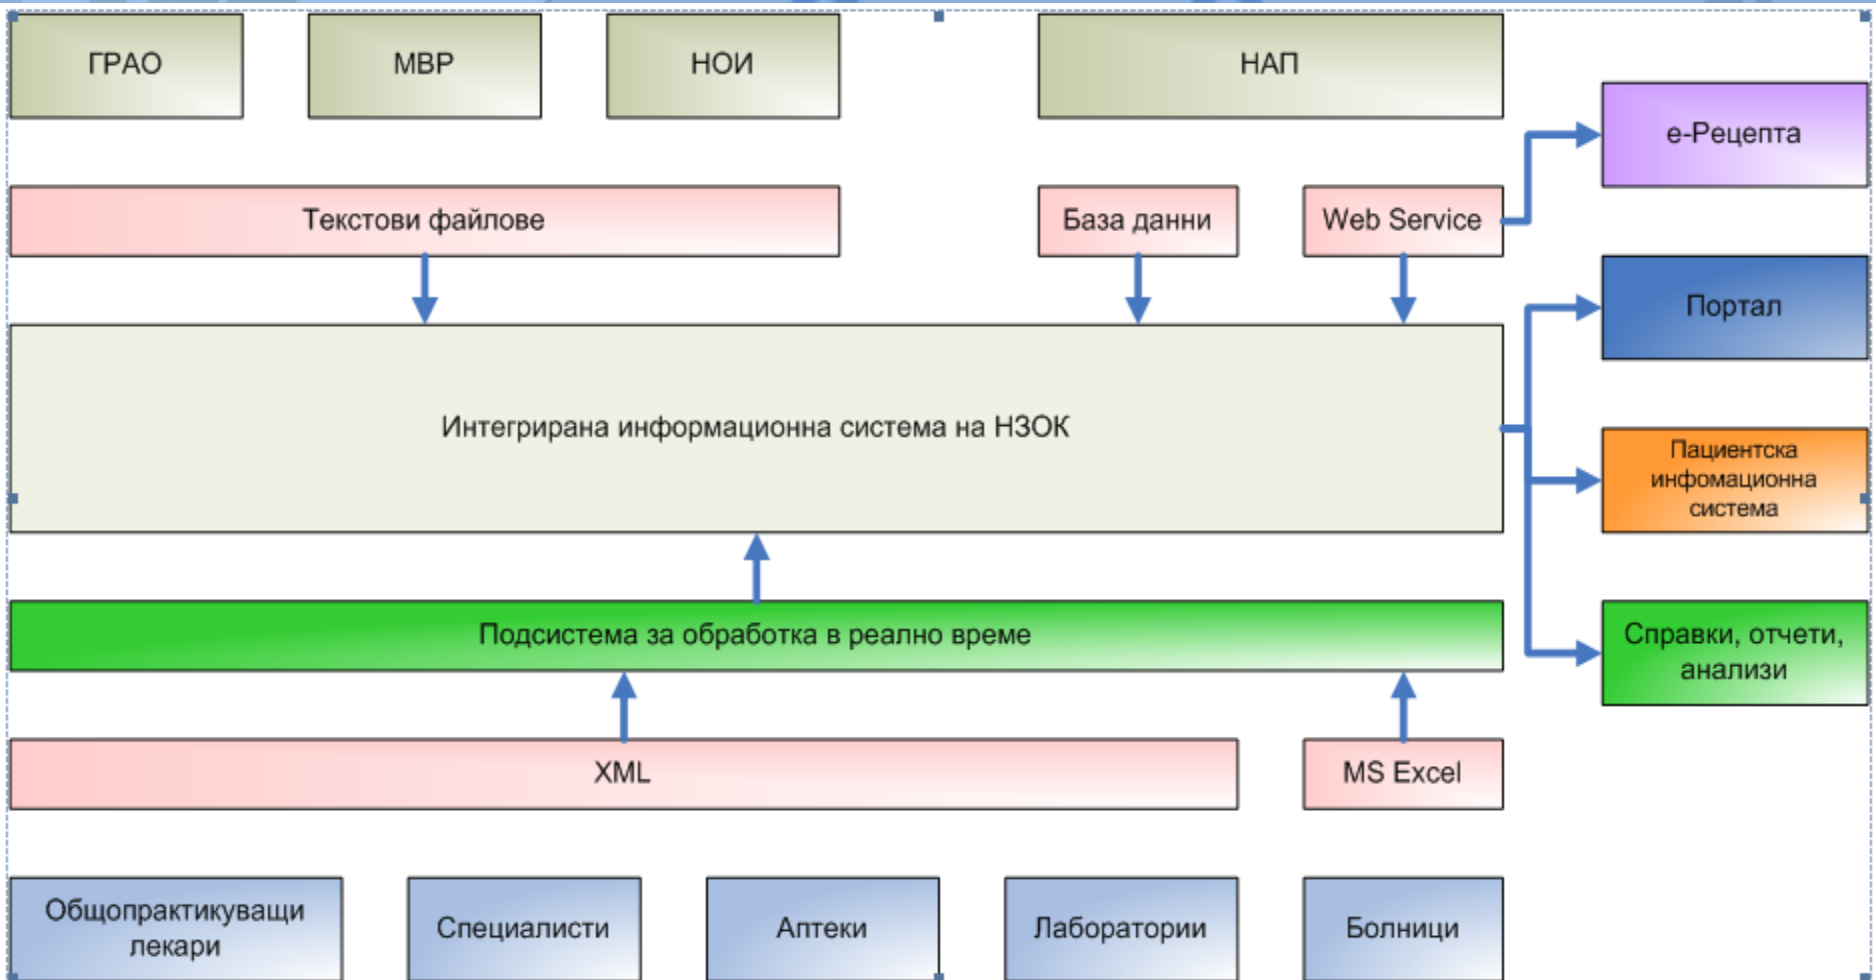 ГРАО
МВР
НОИ
НАП
е-Рецепта
Текстови файлове
База данни
Web Service
Портал
Интегрирана информационна система на НЗОК
Пациентска
инфомационна
система
Подсистема за обработка в реално време
Справки, отчети,
анализи
XML
MS Excel
Общопрактикуващи
лекари
Специалисти
Аптеки
Лаборатории
Болници